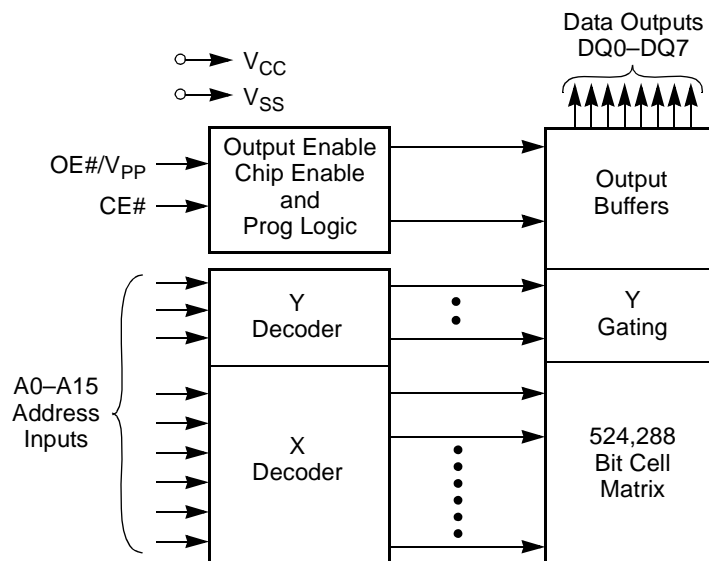 Data Outputs
DQ0–DQ7
VCC
VSS
OE#/VPP
CE#
Output Enable
Chip Enable
and
Prog Logic
Output
Buffers
Y
Decoder
Y
Gating
A0–A15
Address
Inputs
X
Decoder
524,288
Bit Cell
Matrix